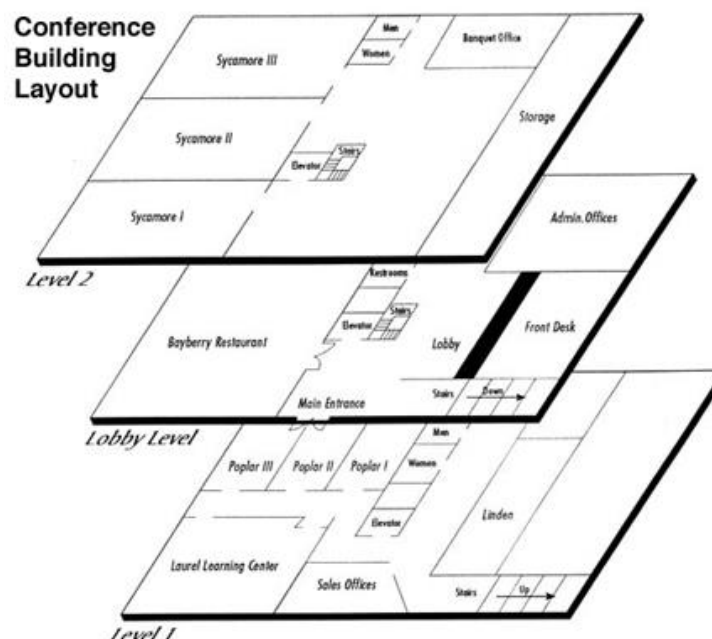 Conference
Building
Layout
Men
Women
Banquet Office
Sycamore III
Storage
Sycamore II
Stairs
Elevator
Sycamore I
Level 2
Admin. Offices
Restrooms
Stairs
Elevator
Bayberry Restaurant
Lobby
Front Desk
Main Entrance
Stairs
Down
Lobby Level
Men
Poplar III
Poplar II
Poplar I
Women
Linden
Elevator
Laurel Learning Center
Sales Offices
Stairs
Up
Level 1